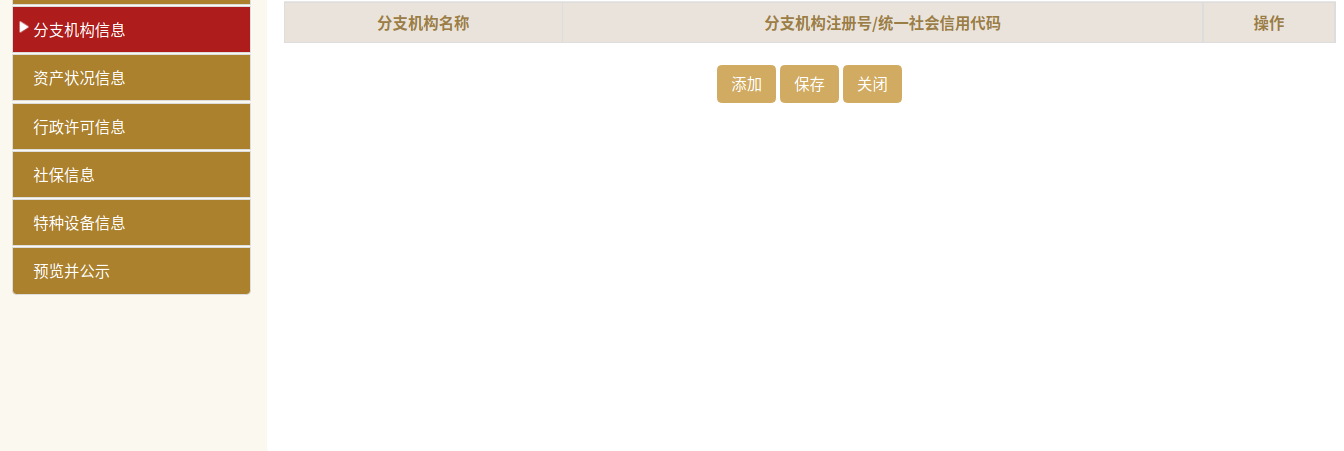 分支机构信息
资产状况信息
行政许可信息
社保信息
特种设备信息
预览并公示
分支机构名称 分支机构注册号/统一社会信用代码 操作
添加 保存 关闭